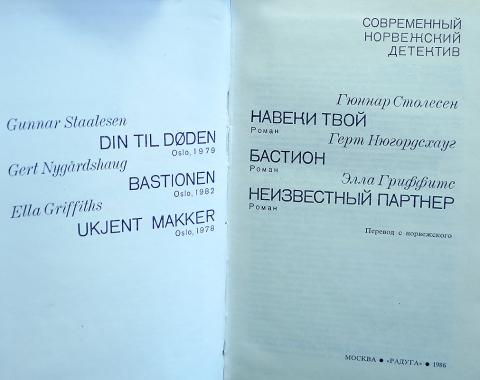 Gunnar Staalesen
DIN TIL DØDEN
Oslo, 1979
Gert Nygårdshaug
BASTIONEN
Oslo, 1982
Ella Griffiths
UKJENT MAKKER
Oslo, 1978
СОВРЕМЕННЫЙ
НОРВЕЖСКИЙ
ДЕТЕКТИВ
Гюннар Столесен
НАВЕКИ ТВОЙ
Роман
Герт Нюгордсхауг
БАСТИОН
Роман
Элла Гриффитс
НЕИЗВЕСТНЫЙ ПАРТНЕР
Роман
Перевод с норвежского
МОСКВА ● «РАДУГА» ● 1986